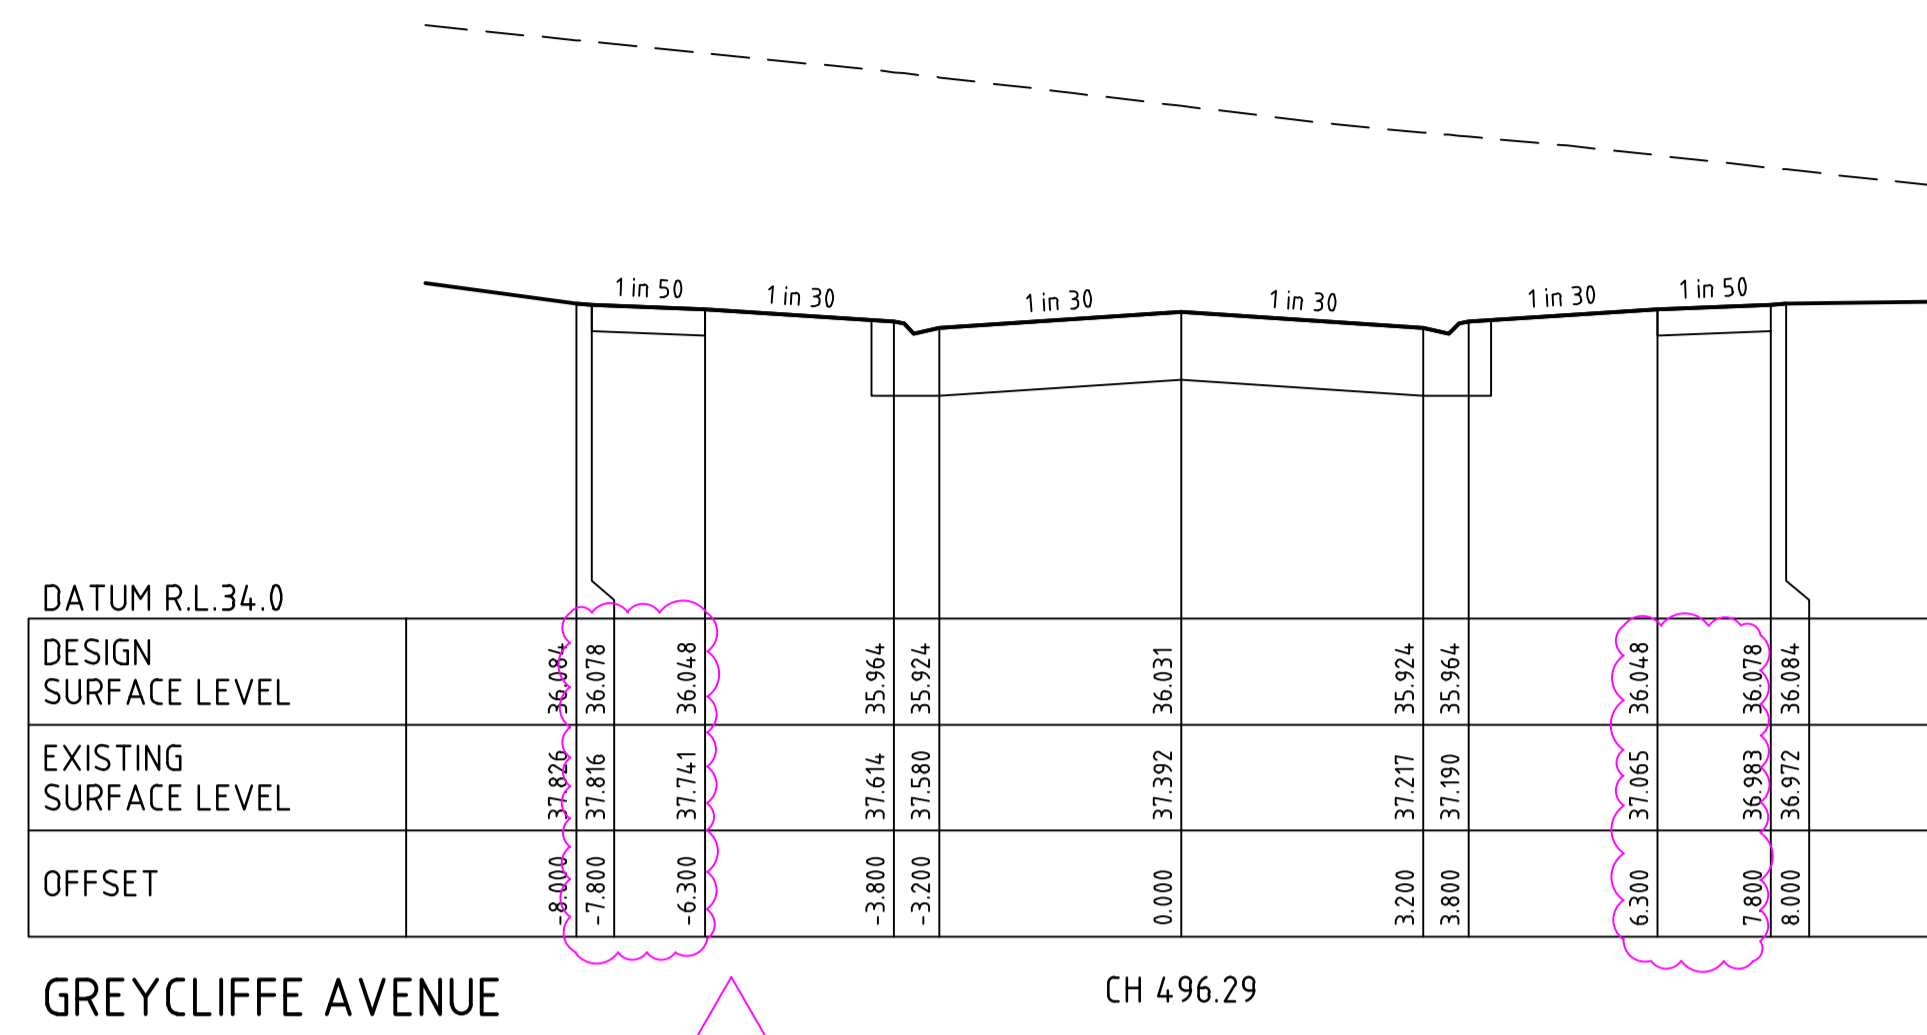 1 in 50
1 in 30
1 in 30
1 in 30
1 in 30
1 in 50
DATUM R.L.34.0
DESIGN
SURFACE LEVEL
36.084
36.078
36.048
35.964
35.924
36.031
35.924
35.964
36.048
36.078
36.084
EXISTING
SURFACE LEVEL
37.826
37.816
37.741
37.614
37.580
37.392
37.217
37.190
37.065
36.983
36.972
OFFSET
-8.000
-7.800
-6.300
-3.800
-3.200
0.000
3.200
3.800
6.300
7.800
8.000
GREYCLIFFE AVENUE
CH 496.29